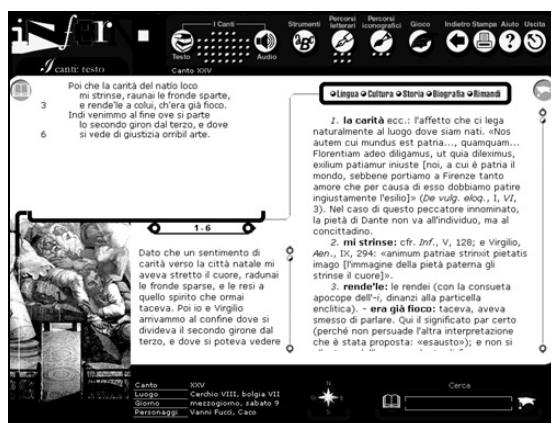 inƒer
I canti: testo
I Canti
Testo
Audio
Canto XXV
Strumenti
aBc
Percorsi
letterari
Percorsi
iconografici
Gioco
Indietro
Stampa
Aiuto
Uscita
Poi che la carità del natìo loco
mi strinse, raunai le fronde sparte,
3 e rende'le a colui, ch'era già fioco.
Indi venimmo al fine ove si parte
lo secondo giron dal terzo, e dove
6 si vede di giustizia orribil arte.
1-6
Dato che un sentimento di
carità verso la città natale mi
aveva stretto il cuore, radunai
le fronde sparse, e le resi a
quello spirito che ormai
taceva. Poi io e Virgilio
arrivammo al confine dove si
divideva il secondo girone dal
terzo, e dove si poteva vedere
Lingua Cultura Storia Biografia Rimandi
1. la carità ecc.: l'affetto che ci lega
naturalmente al luogo dove siam nati. «Nos
autem cui mundus est patria..., quamquam...
Florentiam adeo diligamus, ut quia dileximus,
exilium patiamur iniuste [noi, a cui è patria il
mondo, sebbene portiamo a Firenze tanto
amore che per causa di esso dobbiamo patire
ingiustamente l'esilio]» (De vulg. eloq., I, VI,
3). Nel caso di questo peccatore innominato,
la pietà di Dante non va all'individuo, ma al
concittadino.
2. mi strinse: cfr. Inf., V, 128; e Virgilio,
Aen., IX, 294: «animum patriae strinxit pietatis
imago [l'immagine della pietà paterna gli
strinse il cuore]».
3. rende'le: le rendei (con la consueta
apocope dell'-i, dinanzi alla particella
enclitica). - era già fioco: taceva, aveva
smesso di parlare. Qui il significato par certo
(perché non persuade l'altra interpretazione
che è stata proposta: «esausto»); e non si
Canto XXV
Luogo Cerchio VIII, bolgia VII
Giorno mezzogiorno, sabato 9
Personaggi Vanni Fucci, Caco
N
Cerca